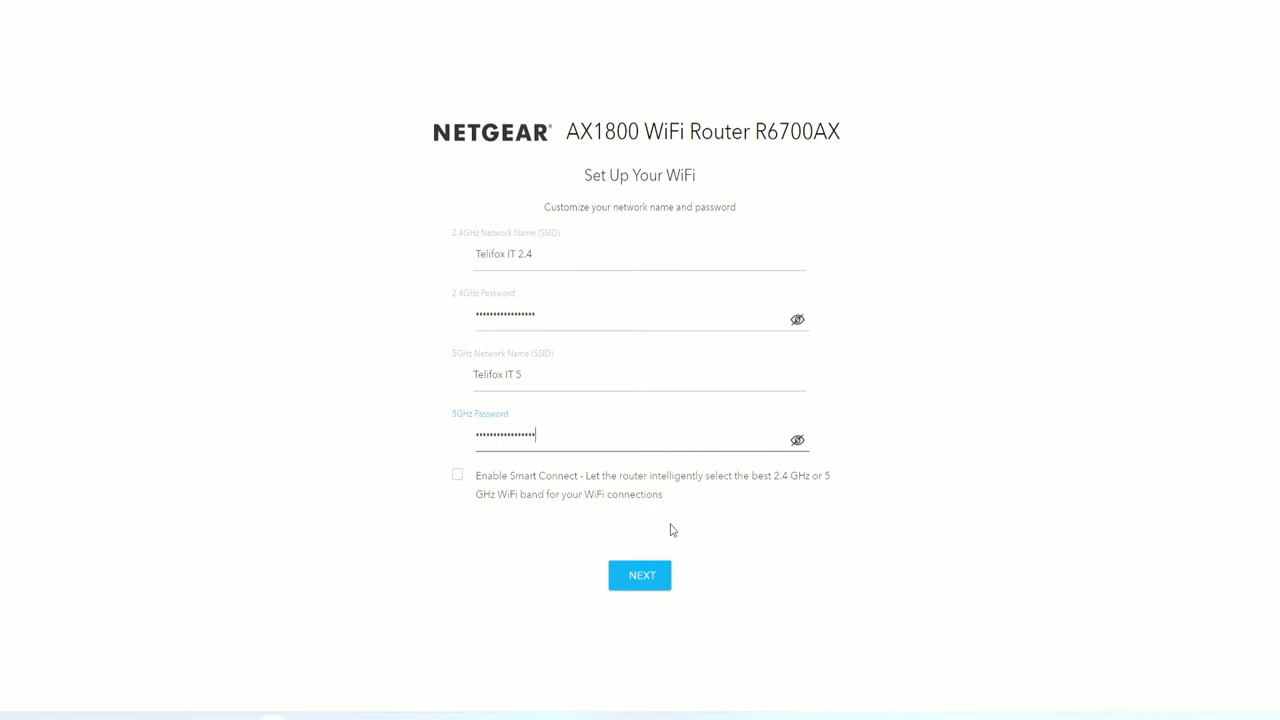 NETGEAR® AX1800 WiFi Router R6700AX
Set Up Your WiFi
Customize your network name and password
2.4GHz Network Name (SSID)
Telifox IT 2.4
2.4GHz Password
•••••••••••••••••
5GHz Network Name (SSID)
Telifox IT 5
5GHz Password
•••••••••••••••••
Enable Smart Connect - Let the router intelligently select the best 2.4 GHz or 5
GHz WiFi band for your WiFi connections
NEXT